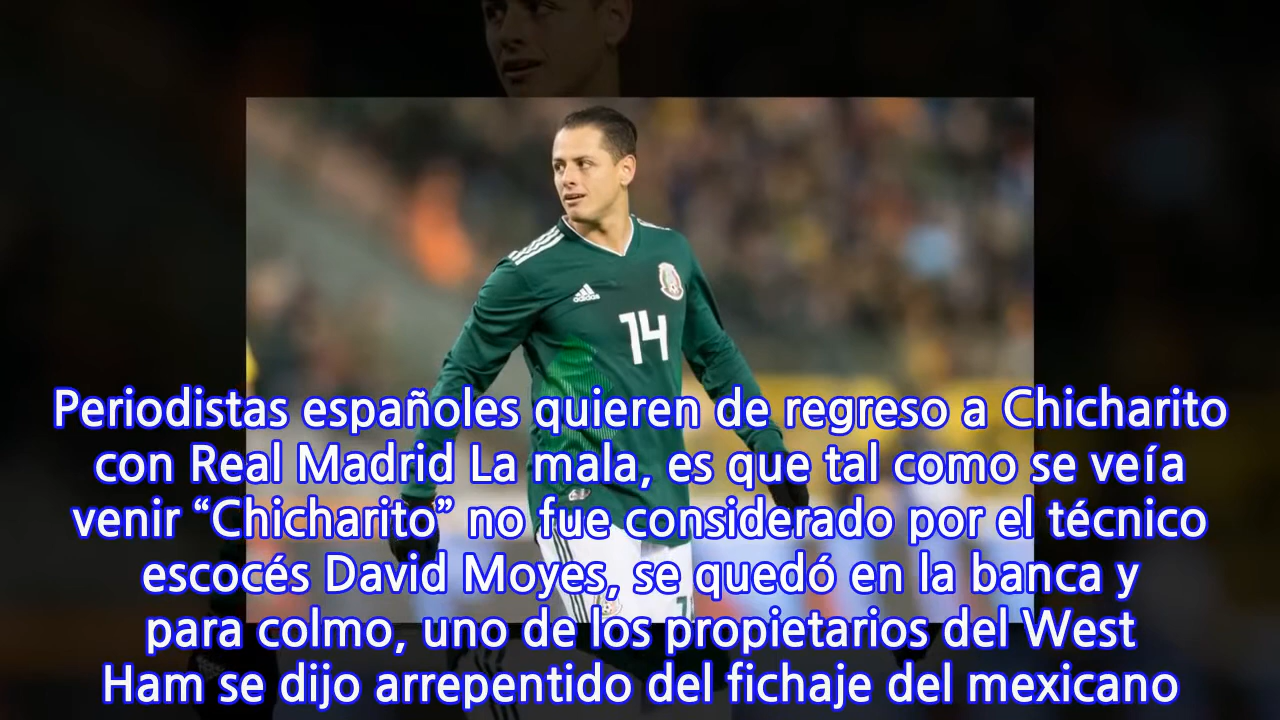 adidas
14
Periodistas españoles quieren de regreso a Chicharito
con Real Madrid La mala, es que tal como se veía
venir “Chicharito” no fue considerado por el técnico
escocés David Moyes, se quedó en la banca y
para colmo, uno de los propietarios del West
Ham se dijo arrepentido del fichaje del mexicano